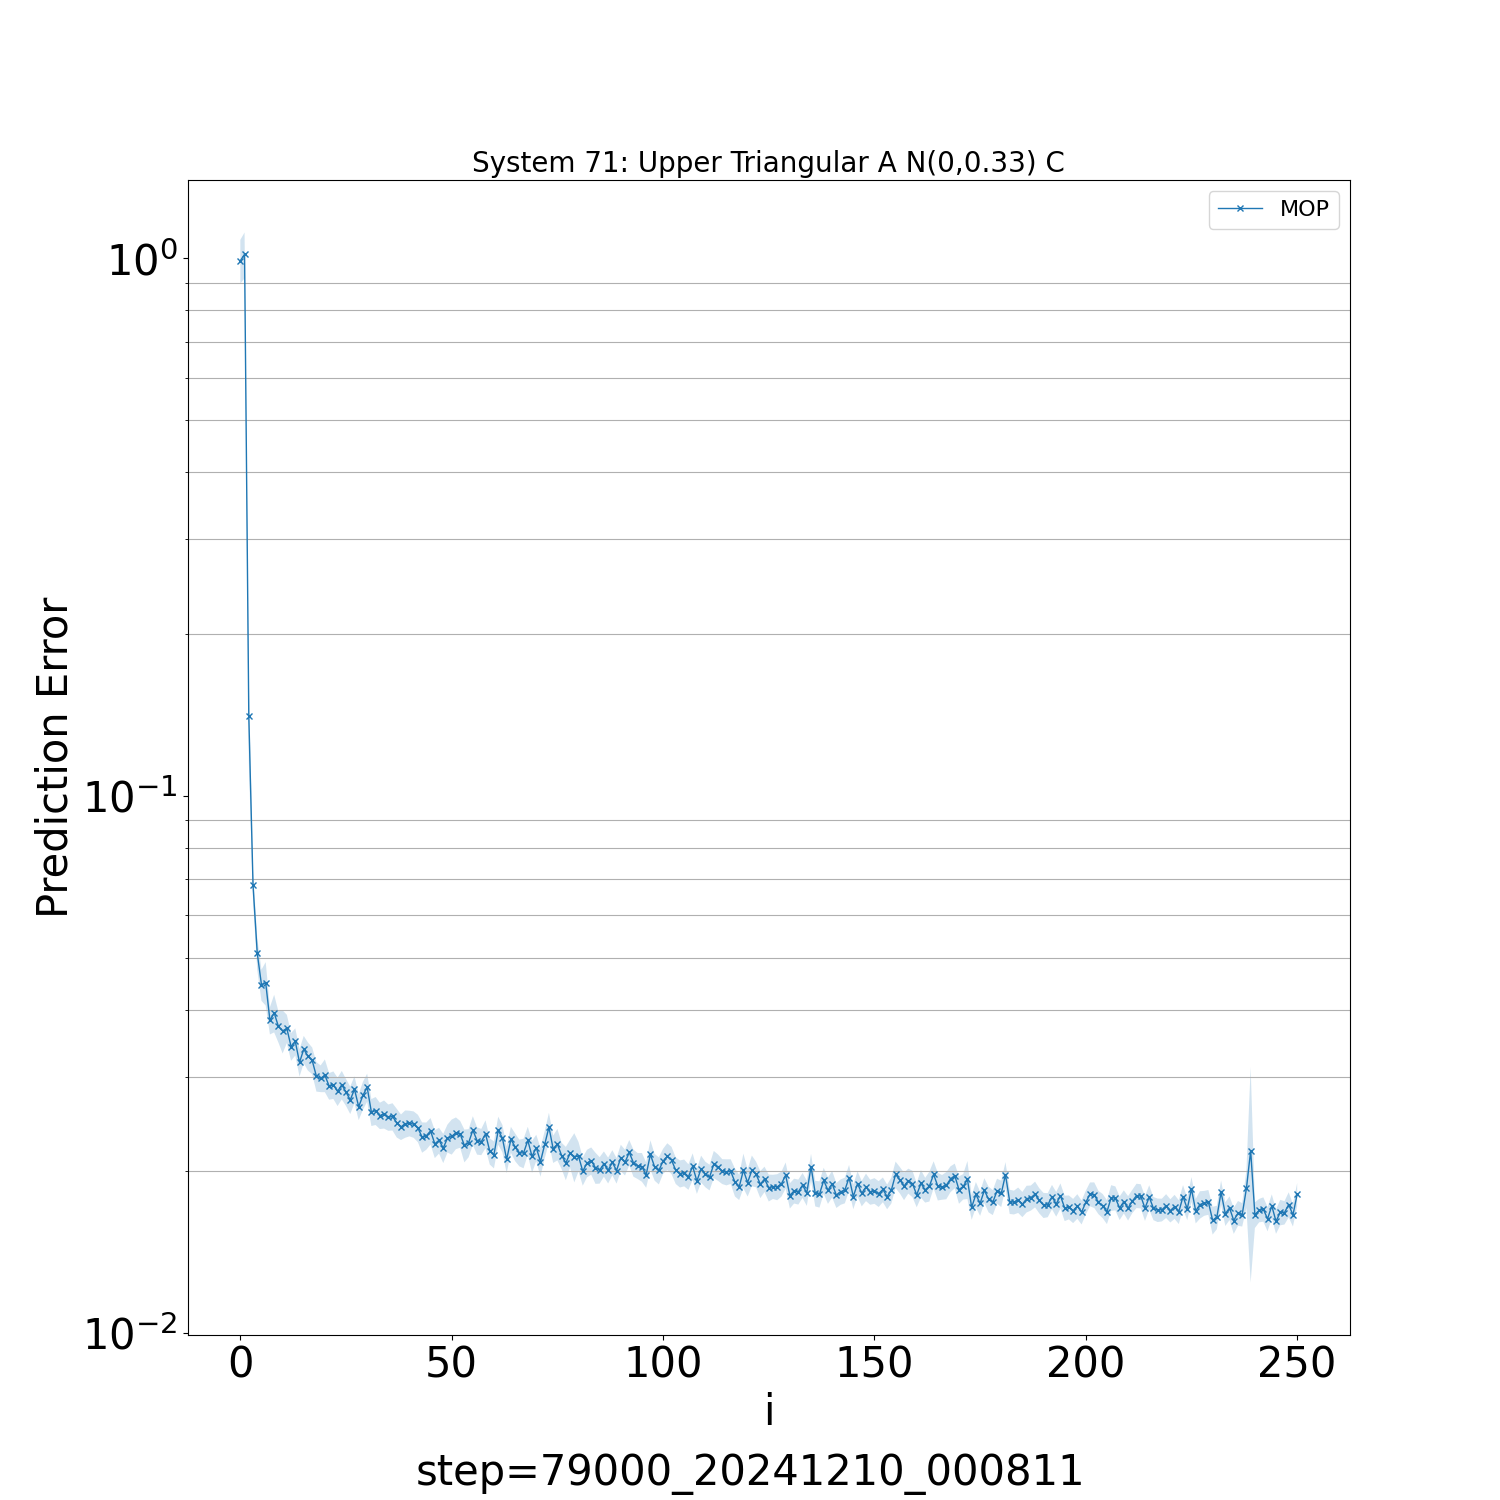 System 71: Upper Triangular A N(0,0.33) C
MOP
10⁰
10⁻¹
10⁻²
Prediction Error
0 50 100 150 200 250
i
step=79000_20241210_000811